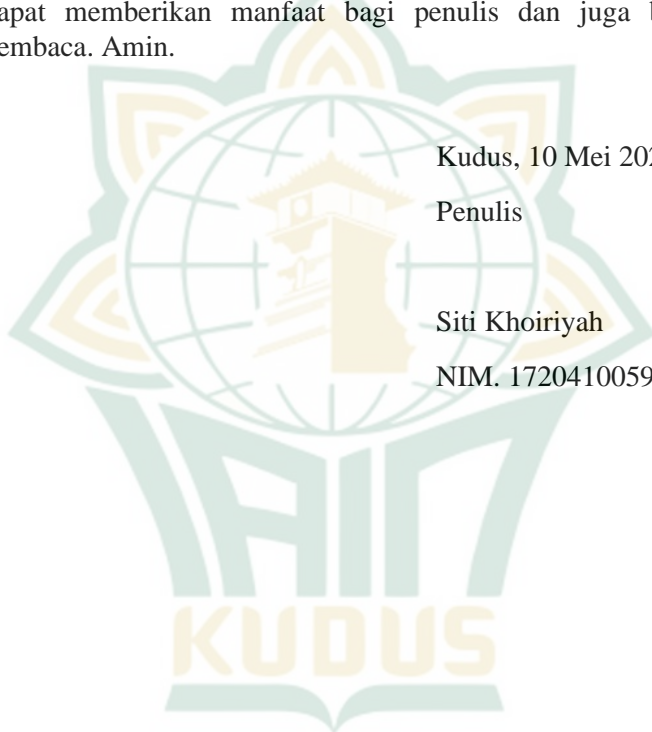 apat memberikan manfaat bagi penulis dan juga b
embaca. Amin.
Kudus, 10 Mei 202
Penulis
Siti Khoiriyah
NIM. 1720410059
IAIN
KUDUS